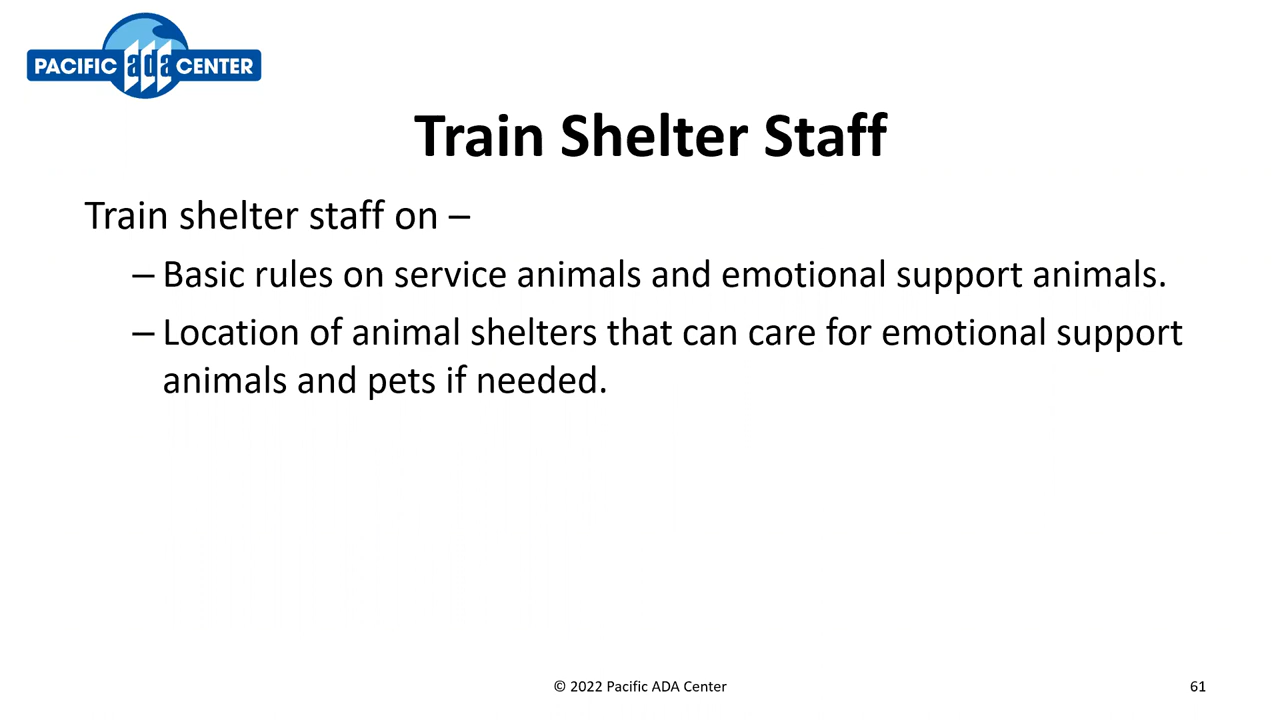 PACIFIC ada CENTER
Train Shelter Staff
Train shelter staff on –
– Basic rules on service animals and emotional support animals.
– Location of animal shelters that can care for emotional support
animals and pets if needed.
© 2022 Pacific ADA Center
61